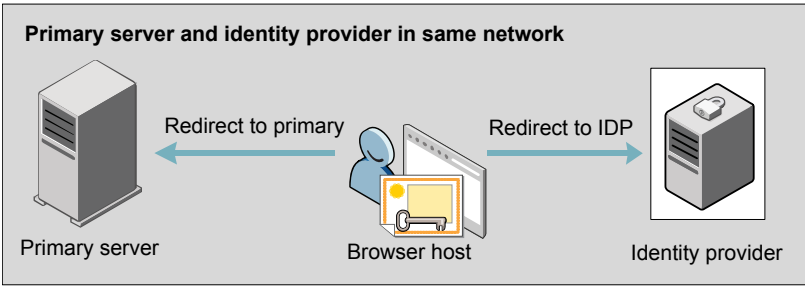 Primary server and identity provider in same network
Redirect to primary
Redirect to IDP
Primary server
Browser host
Identity provider